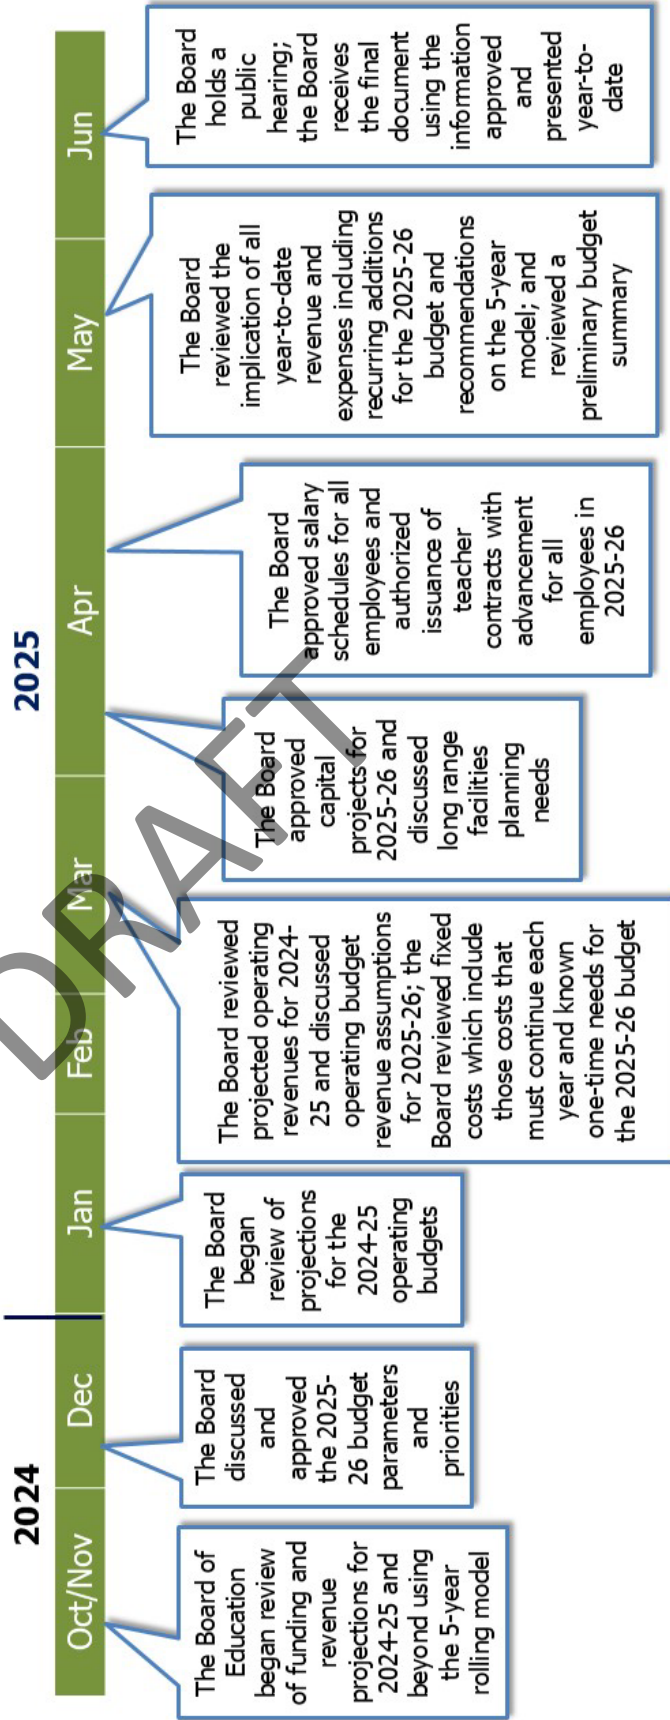 2024
2025
Oct/Nov
Dec
Jan
Feb
Mar
Apr
May
Jun
The Board of
Education
began review
of funding and
revenue
projections for
2024-25 and
beyond using
the 5-year
rolling model
The Board
discussed
and
approved
the 2025-
26 budget
parameters
and
priorities
The Board
began
review of
projections
for the
2024-25
operating
budgets
The Board reviewed
projected operating
revenues for 2024-
25 and discussed
operating budget
revenue assumptions
for 2025-26; the
Board reviewed fixed
costs which include
those costs that
must continue each
year and known
one-time needs for
the 2025-26 budget
The Board
approved
capital
projects for
2025-26 and
discussed
long range
facilities
planning
needs
The Board
approved salary
schedules for all
employees and
authorized
issuance of
teacher
contracts with
advancement
for all
employees in
2025-26
The Board
reviewed the
implication of all
year-to-date
revenue and
expenses including
recurring additions
for the 2025-26
budget and
recommendations
on the 5-year
model; and
reviewed a
preliminary budget
summary
The Board
holds a
public
hearing;
the Board
receives
the final
document
using the
information
approved
and
presented
year-to-
date
DRAFT